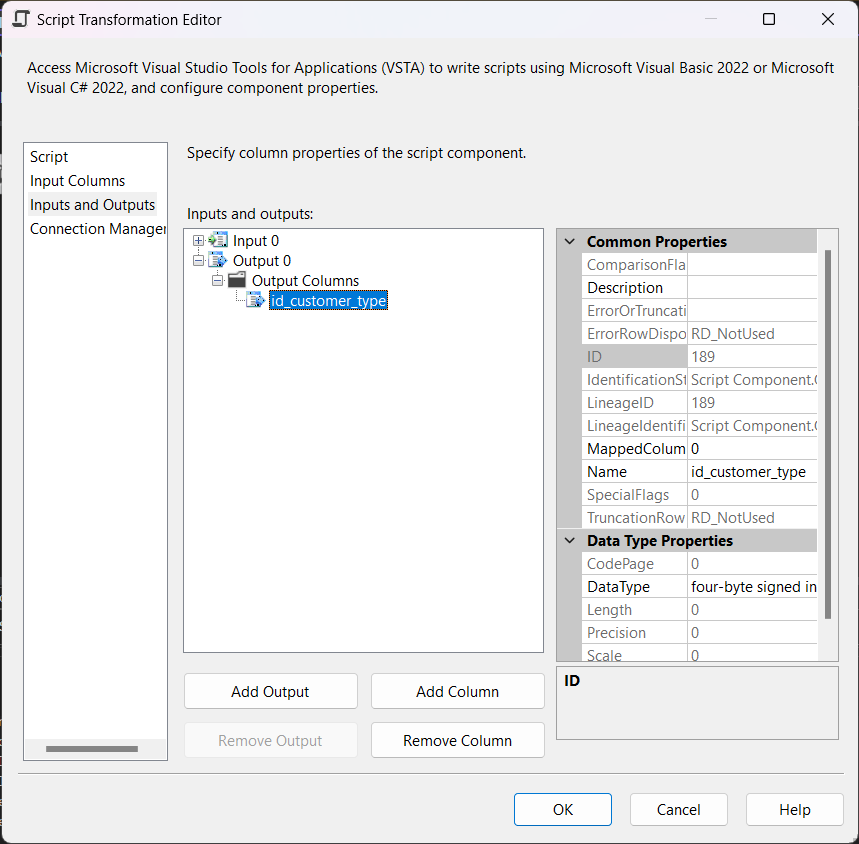 Script Transformation Editor
Access Microsoft Visual Studio Tools for Applications (VSTA) to write scripts using Microsoft Visual Basic 2022 or Microsoft
Visual C# 2022, and configure component properties.
Script
Input Columns
Inputs and Outputs
Connection Manager
Specify column properties of the script component.
Inputs and outputs:
Input 0
Output 0
Output Columns
id_customer_type
Common Properties
ComparisonFla
Description
ErrorOrTruncati
ErrorRowDispo RD_NotUsed
ID 189
IdentificationSt Script Component.O
LineageID 189
LineageIdentifi Script Component.O
MappedColum 0
Name id_customer_type
SpecialFlags 0
TruncationRow RD_NotUsed
Data Type Properties
CodePage 0
DataType four-byte signed in
Length 0
Precision 0
Scale 0
ID
Add Output
Add Column
Remove Output
Remove Column
OK
Cancel
Help